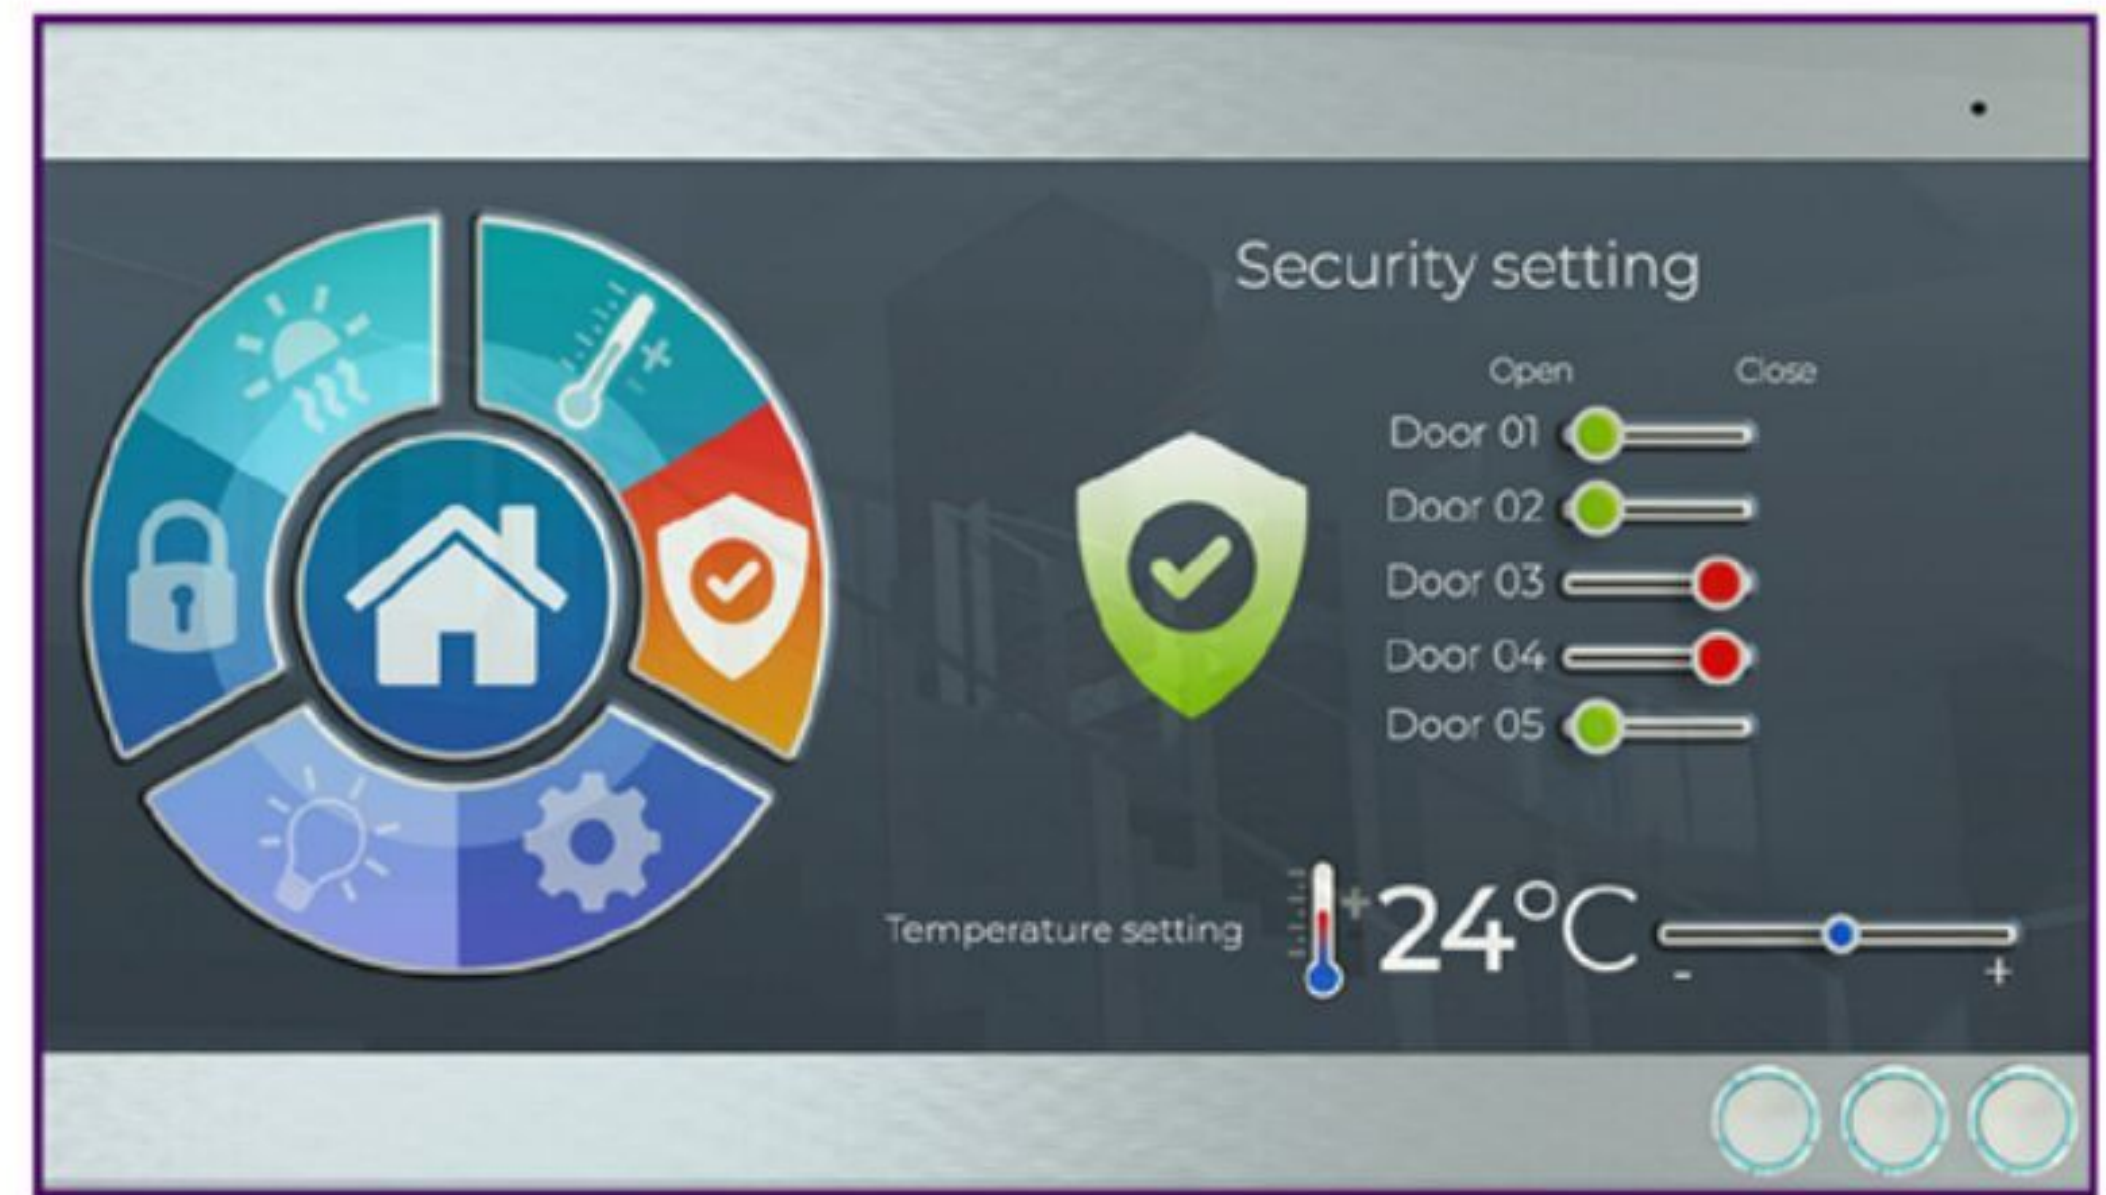 Security setting
Open Close
Door 01
Door 02
Door 03
Door 04
Door 05
Temperature setting + 24°C
- +